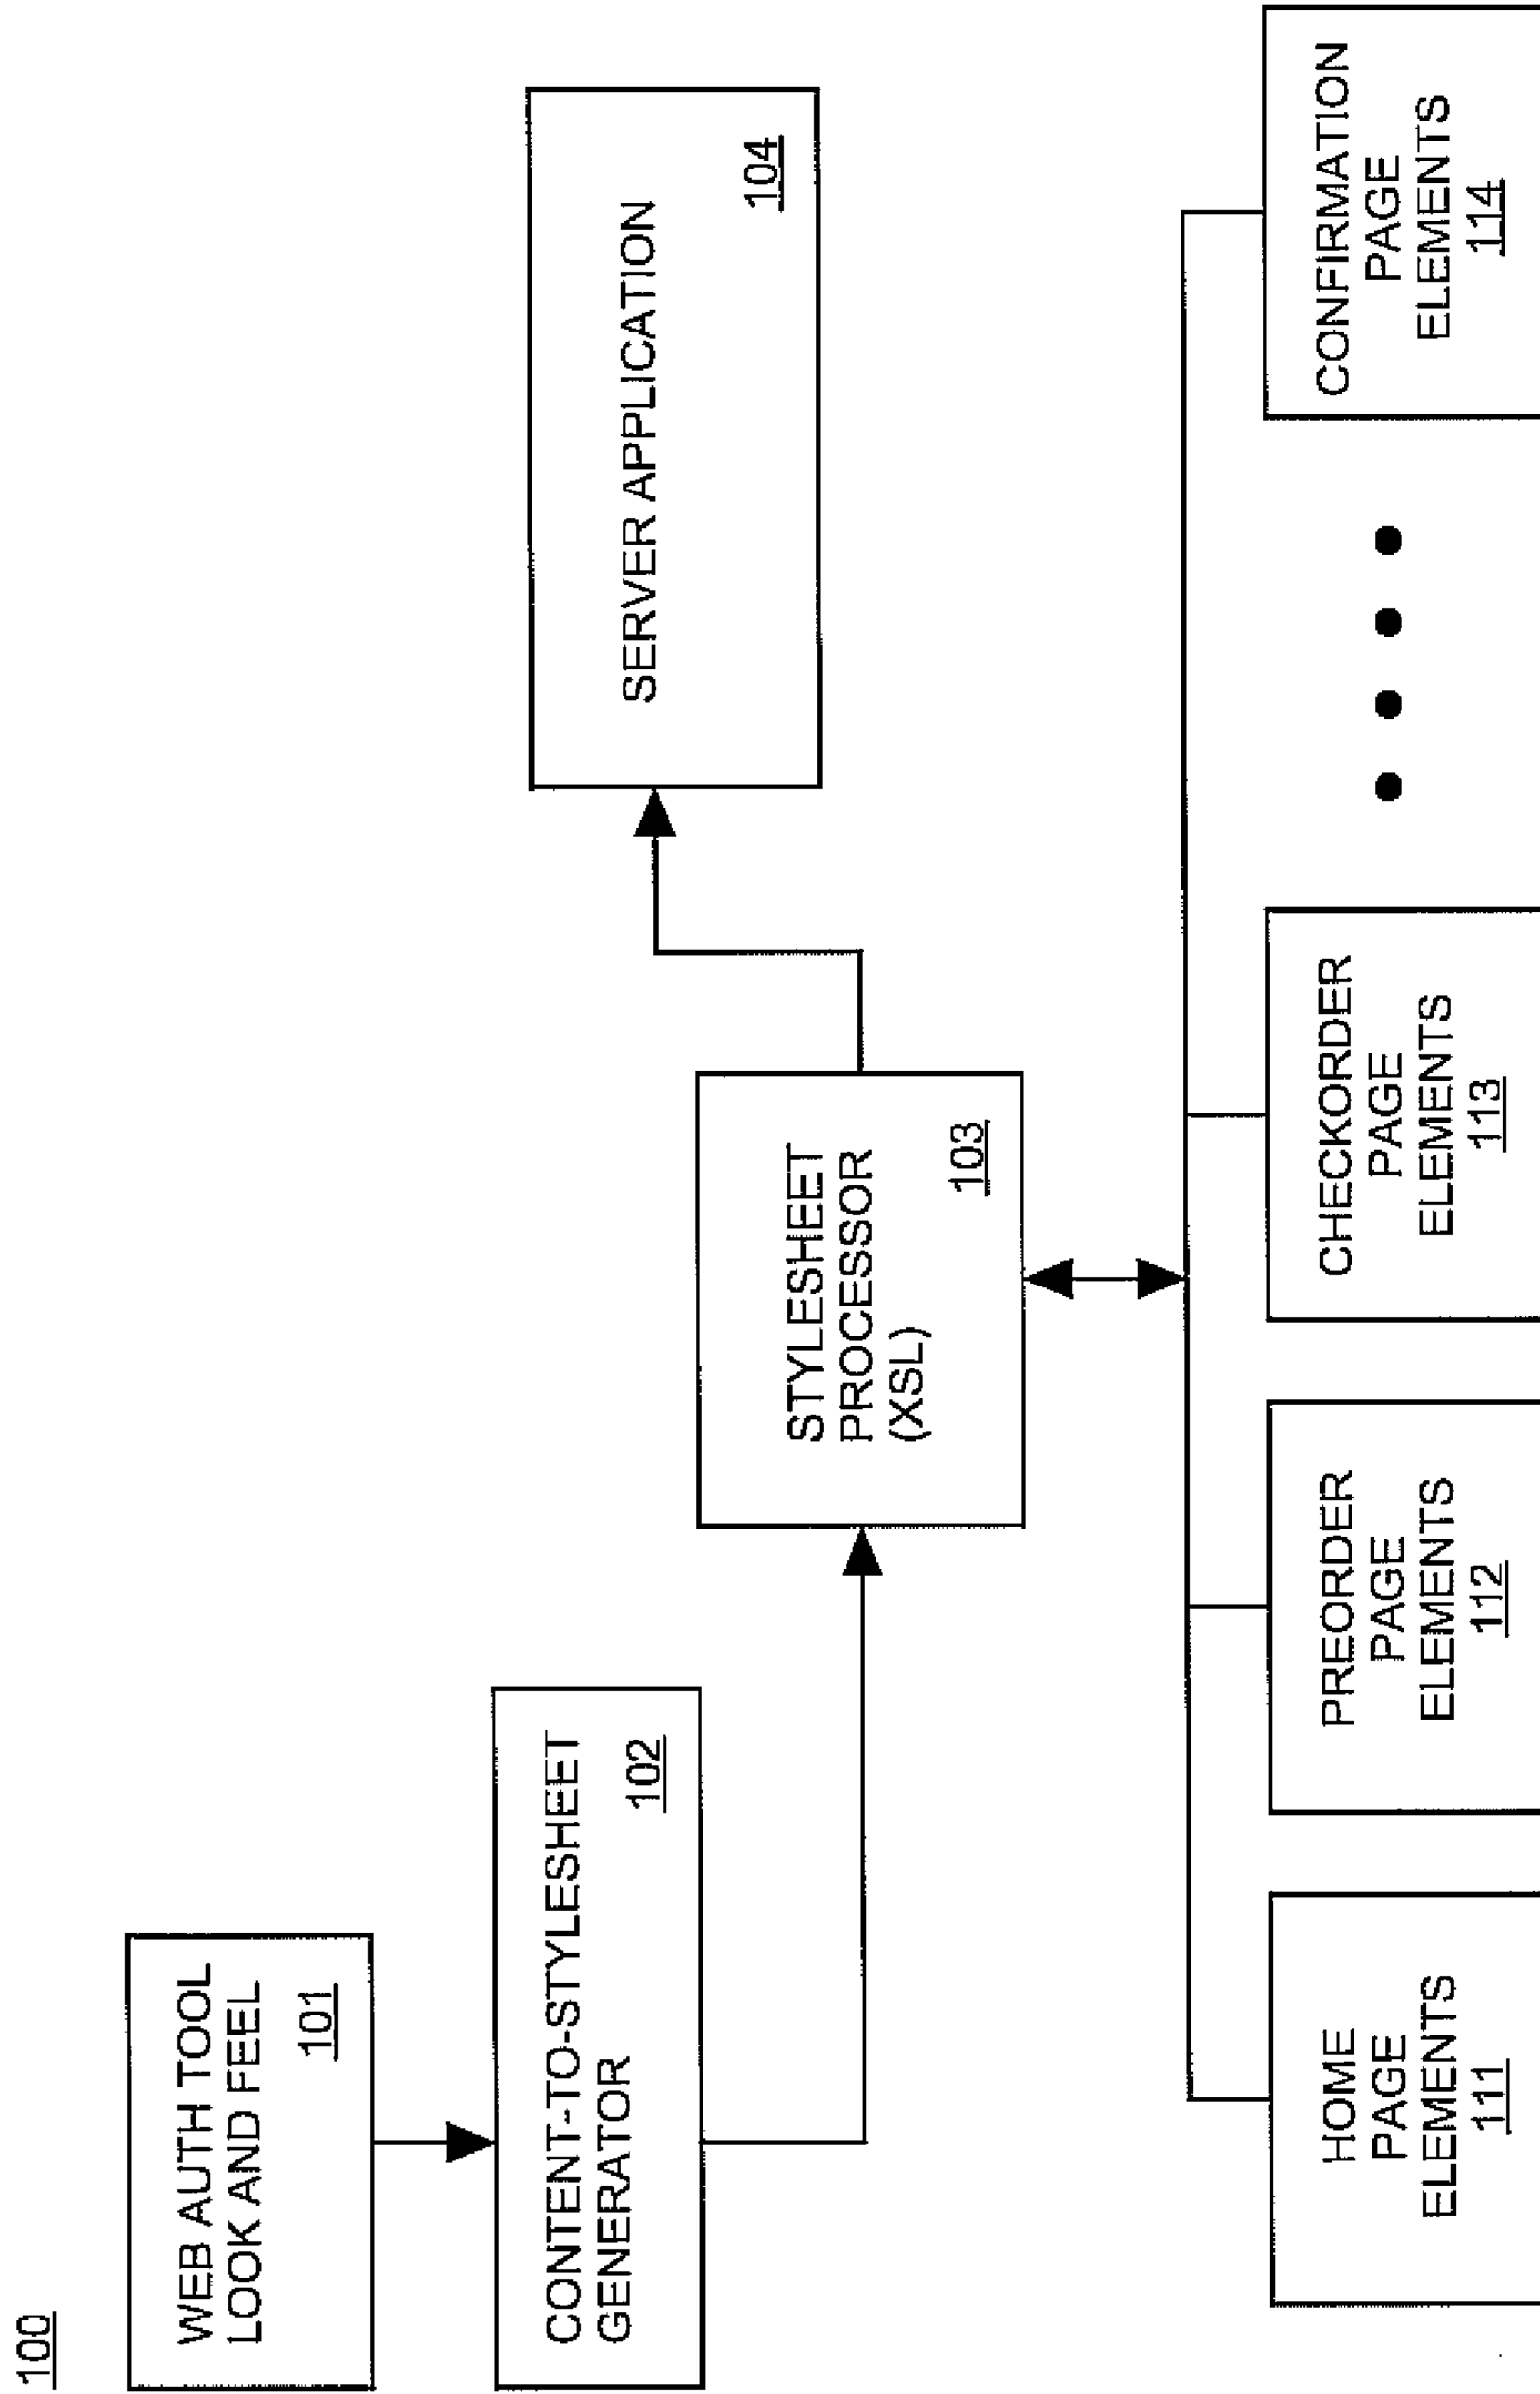 100
WEB AUTH TOOL
LOOK AND FEEL
101
CONTENT-TO-STYLESHEET
GENERATOR
102
STYLESHEET
PROCESSOR
(XSL)
103
SERVER APPLICATION
104
HOME
PAGE
ELEMENTS
111
PREORDER
PAGE
ELEMENTS
112
CHECKORDER
PAGE
ELEMENTS
113
CONFIRMATION
PAGE
ELEMENTS
114